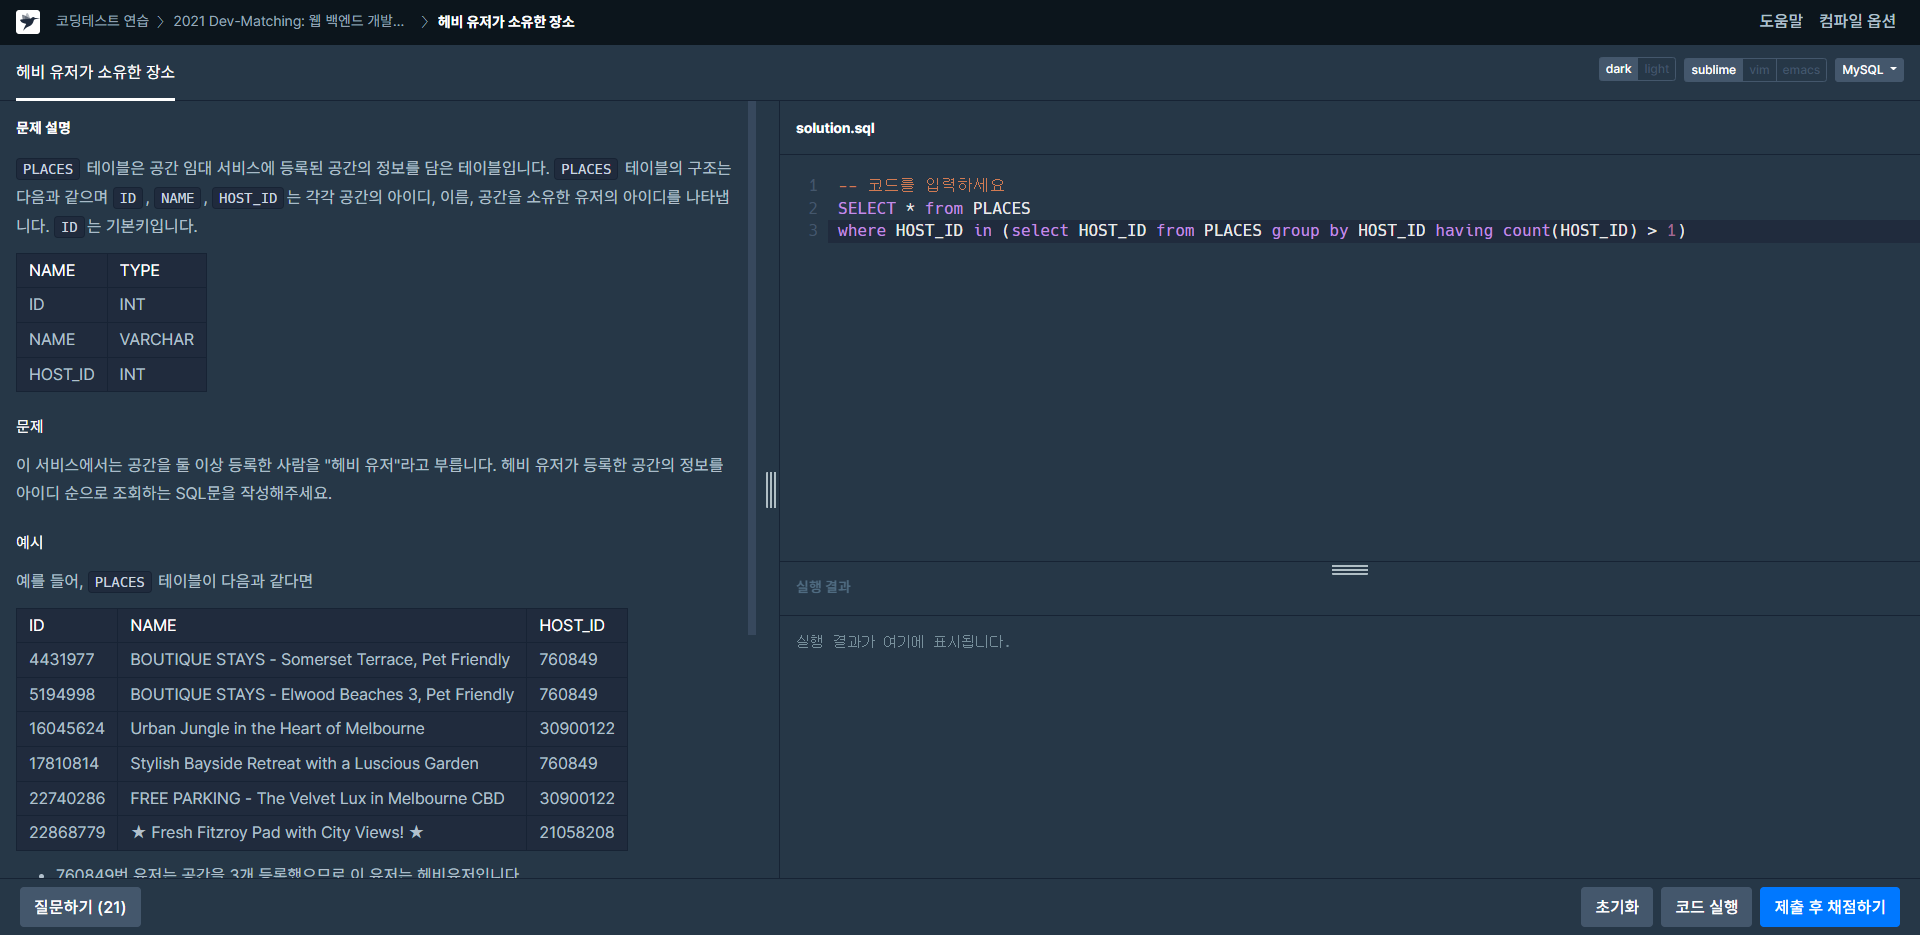 코딩테스트 연습 > 2021 Dev-Matching: 웹 백엔드 개발... > 헤비 유저가 소유한 장소
도움말 컴파일 옵션
헤비 유저가 소유한 장소
dark light sublime vim emacs MySQL
문제 설명
PLACES 테이블은 공간 임대 서비스에 등록된 공간의 정보를 담은 테이블입니다. PLACES 테이블의 구조는
다음과 같으며 ID, NAME, HOST_ID는 각각 공간의 아이디, 이름, 공간을 소유한 유저의 아이디를 나타냅
니다. ID는 기본키입니다.
NAME TYPE
ID INT
NAME VARCHAR
HOST_ID INT
문제
이 서비스에서는 공간을 둘 이상 등록한 사람을 "헤비 유저"라고 부릅니다. 헤비 유저가 등록한 공간의 정보를
아이디 순으로 조회하는 SQL문을 작성해주세요.
예시
예를 들어, PLACES 테이블이 다음과 같다면
ID NAME HOST_ID
4431977 BOUTIQUE STAYS - Somerset Terrace, Pet Friendly 760849
5194998 BOUTIQUE STAYS - Elwood Beaches 3, Pet Friendly 760849
16045624 Urban Jungle in the Heart of Melbourne 30900122
17810814 Stylish Bayside Retreat with a Luscious Garden 760849
22740286 FREE PARKING - The Velvet Lux in Melbourne CBD 30900122
22868779 ★ Fresh Fitzroy Pad with City Views! ★ 21058208
• 760849번 유저는 공간을 3개 등록했으므로 이 유저는 헤비유저입니다
solution.sql
1 -- 코드를 입력하세요
2 SELECT * from PLACES
3 where HOST_ID in (select HOST_ID from PLACES group by HOST_ID having count(HOST_ID) > 1)
실행 결과
실행 결과가 여기에 표시됩니다.
질문하기 (21)
초기화 코드 실행 제출 후 채점하기